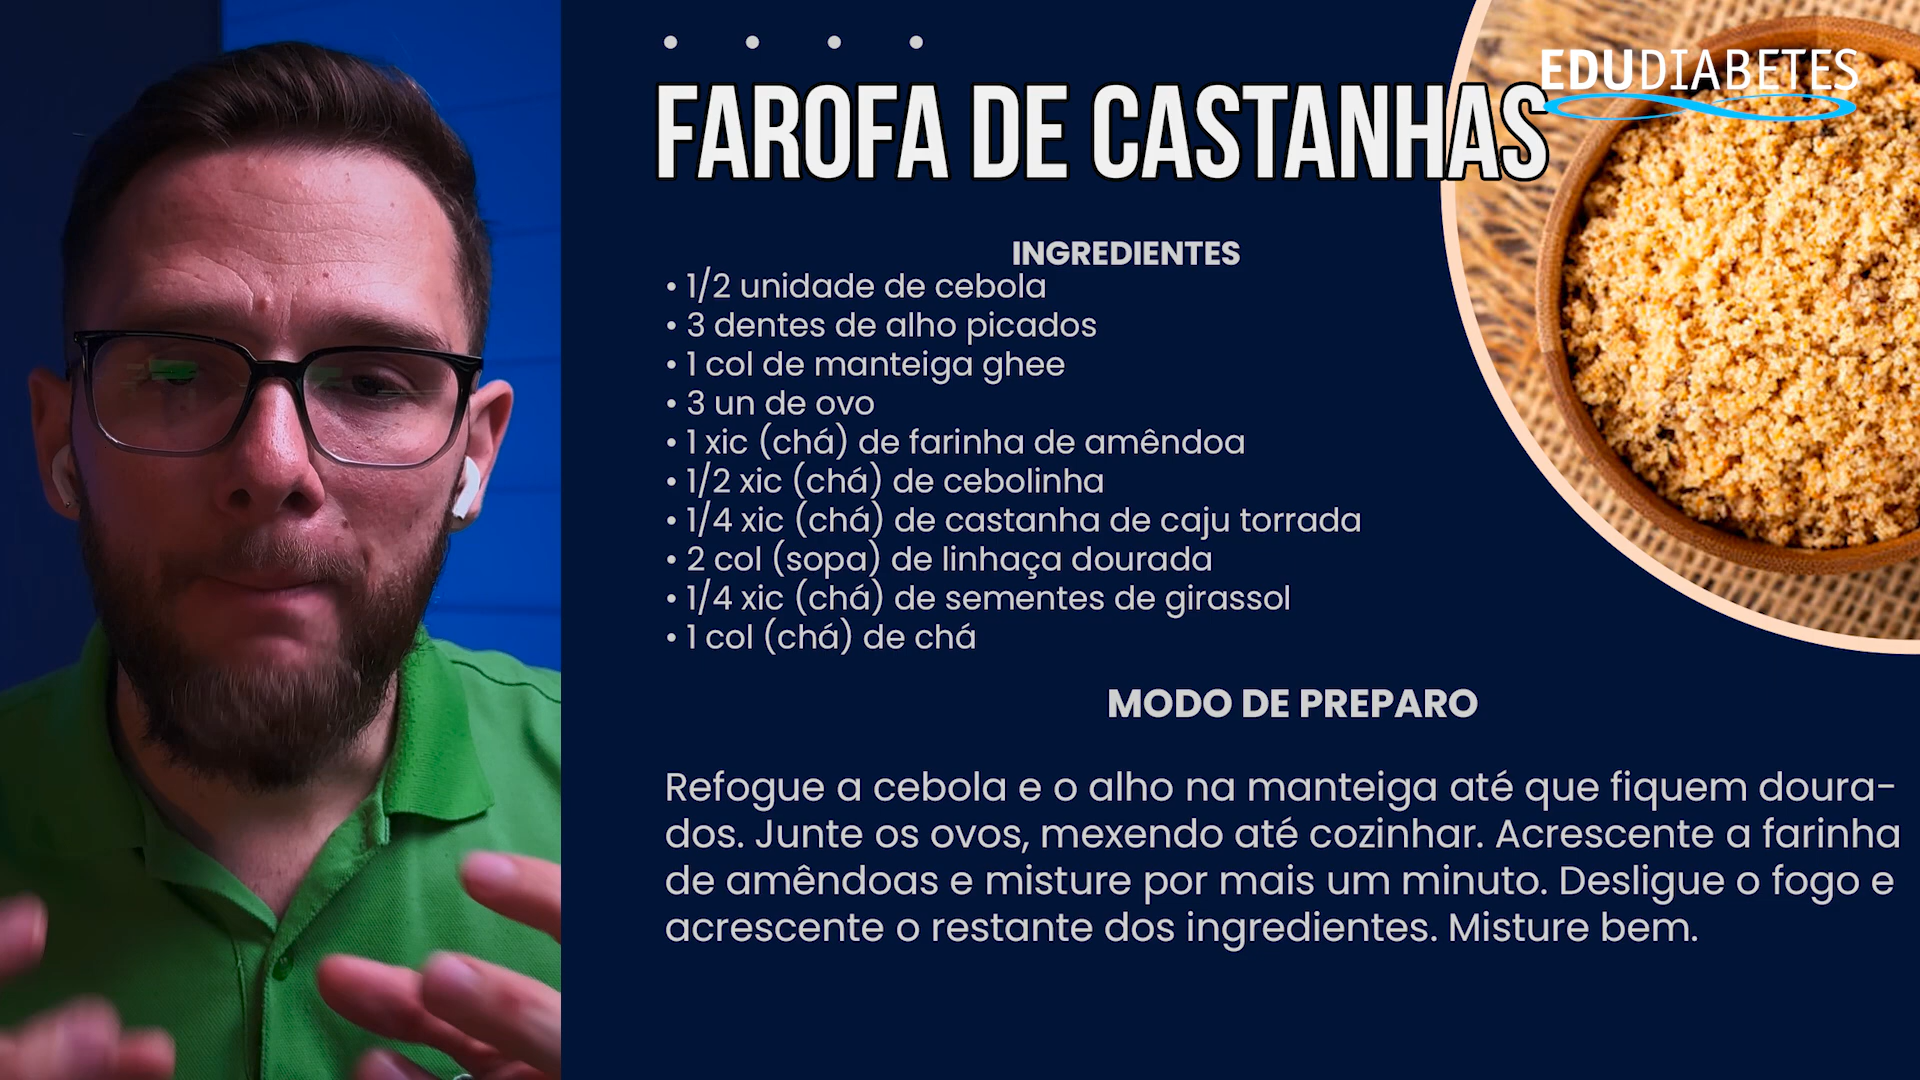 EDUDIABETES
FAROFA DE CASTANHAS
INGREDIENTES
• 1/2 unidade de cebola
• 3 dentes de alho picados
• 1 col de manteiga ghee
• 3 un de ovo
• 1 xic (chá) de farinha de amêndoa
• 1/2 xic (chá) de cebolinha
• 1/4 xic (chá) de castanha de caju torrada
• 2 col (sopa) de linhaça dourada
• 1/4 xic (chá) de sementes de girassol
• 1 col (chá) de chá
MODO DE PREPARO
Refogue a cebola e o alho na manteiga até que fiquem doura-
dos. Junte os ovos, mexendo até cozinhar. Acrescente a farinha
de amêndoas e misture por mais um minuto. Desligue o fogo e
acrescente o restante dos ingredientes. Misture bem.